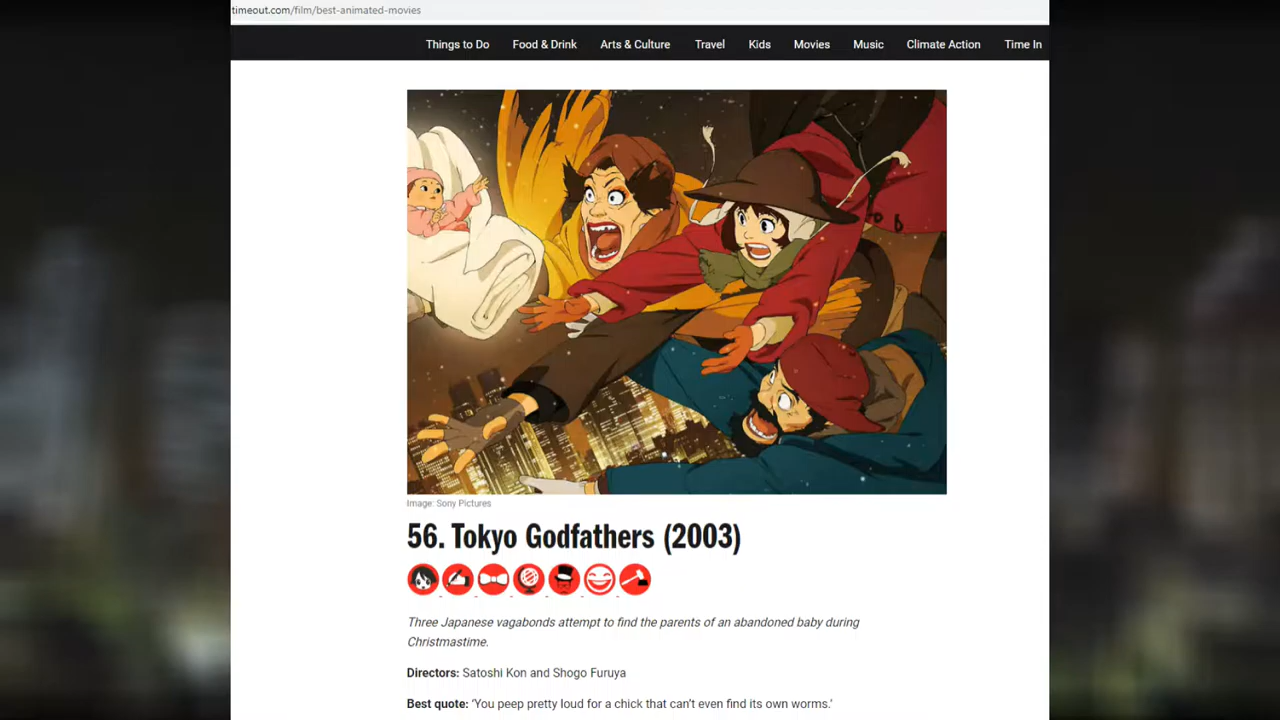 timeout.com/film/best-animated-movies
Things to Do Food & Drink Arts & Culture Travel Kids Movies Music Climate Action Time In
Image: Sony Pictures
56. Tokyo Godfathers (2003)
Three Japanese vagabonds attempt to find the parents of an abandoned baby during
Christmastime.
Directors: Satoshi Kon and Shogo Furuya
Best quote: ‘You peep pretty loud for a chick that can’t even find its own worms.’